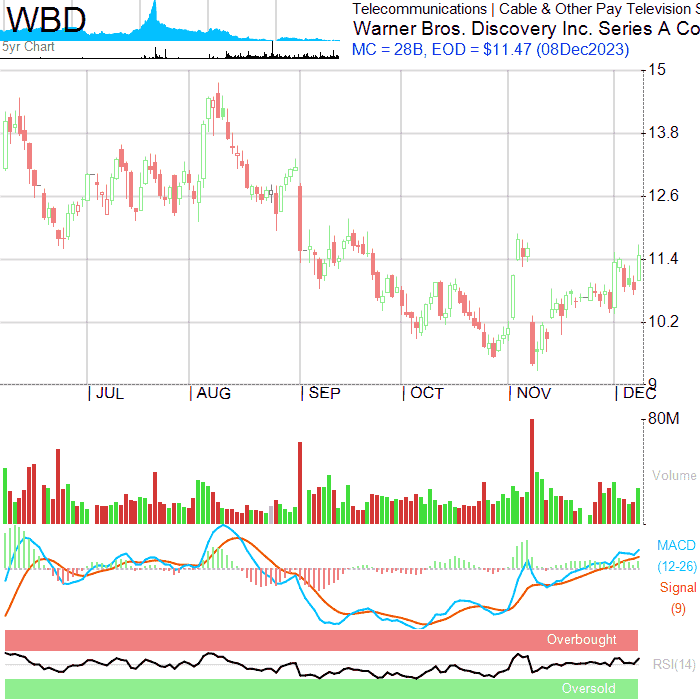 WBD
5yr Chart
Telecommunications | Cable & Other Pay Television S
Warner Bros. Discovery Inc. Series A Co
MC = 28B, EOD = $11.47 (08Dec2023)
15
13.8
12.6
11.4
10.2
9
JUL AUG SEP OCT NOV DEC
80M
Volume
MACD
(12-26)
Signal
(9)
Overbought
RSI(14)
Oversold